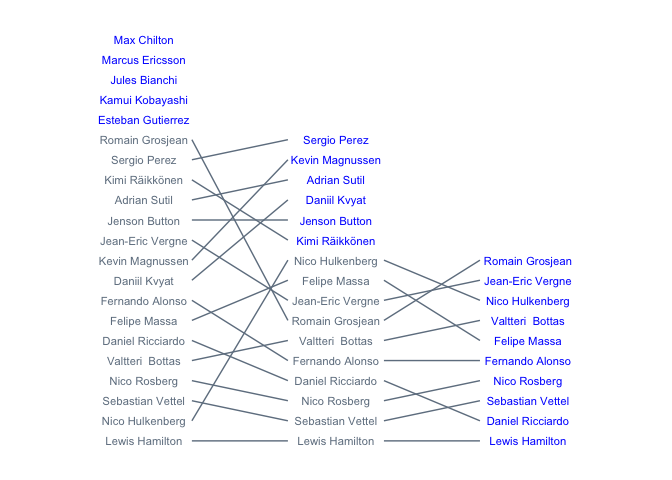 Max Chilton
Marcus Ericsson
Jules Bianchi
Kamui Kobayashi
Esteban Gutierrez
Romain Grosjean
Sergio Perez
Kimi Räikkönen
Adrian Sutil
Jenson Button
Jean-Eric Vergne
Kevin Magnussen
Daniil Kvyat
Fernando Alonso
Felipe Massa
Daniel Ricciardo
Valtteri  Bottas
Nico Rosberg
Sebastian Vettel
Nico Hulkenberg
Lewis Hamilton
Sergio Perez
Kevin Magnussen
Adrian Sutil
Daniil Kvyat
Jenson Button
Kimi Räikkönen
Nico Hulkenberg
Felipe Massa
Jean-Eric Vergne
Romain Grosjean
Valtteri  Bottas
Fernando Alonso
Daniel Ricciardo
Nico Rosberg
Sebastian Vettel
Lewis Hamilton
Romain Grosjean
Jean-Eric Vergne
Nico Hulkenberg
Valtteri  Bottas
Felipe Massa
Fernando Alonso
Nico Rosberg
Sebastian Vettel
Daniel Ricciardo
Lewis Hamilton